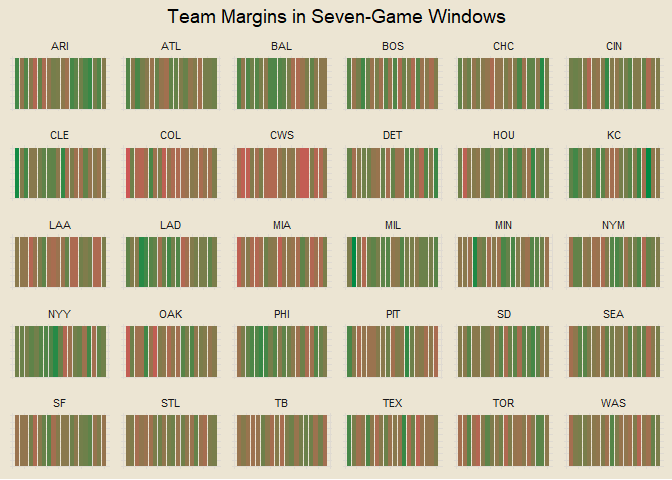 Team Margins in Seven-Game Windows
ARI ATL BAL BOS CHC CIN
CLE COL CWS DET HOU KC
LAA LAD MIA MIL MIN NYM
NYY OAK PHI PIT SD SEA
SF STL TB TEX TOR WAS